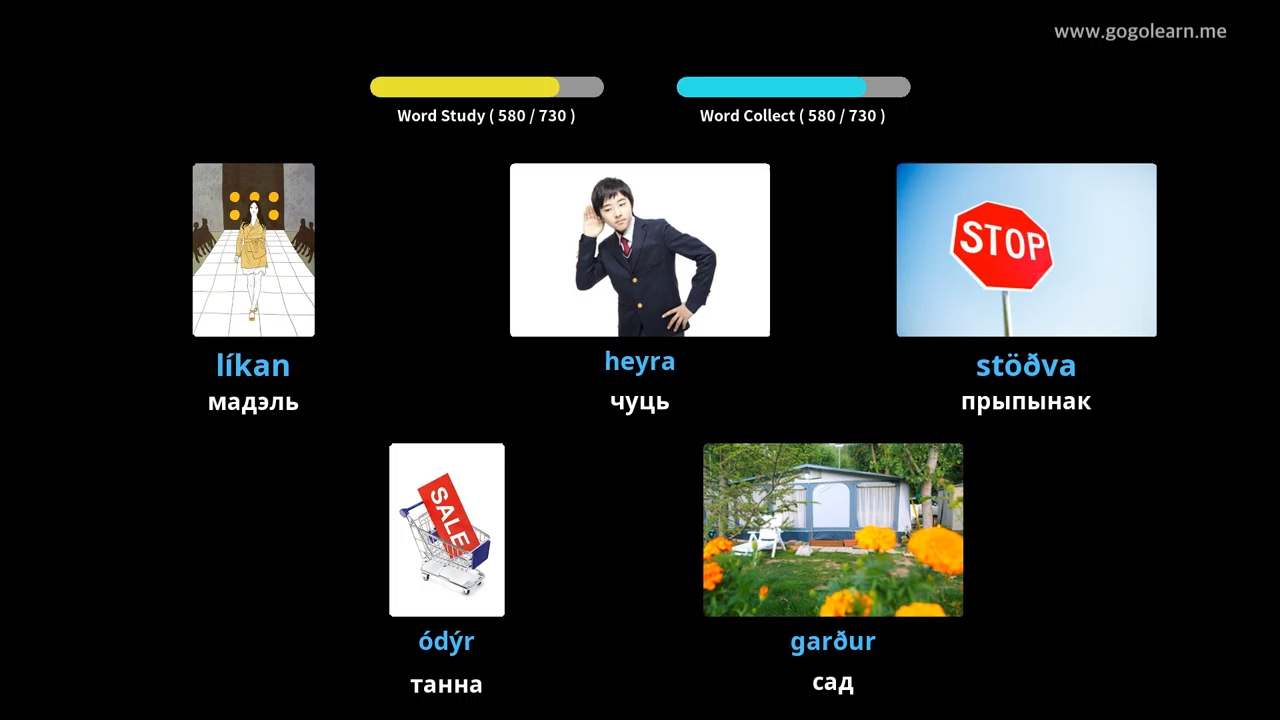 www.gogolearn.me
Word Study ( 580 / 730 )
Word Collect ( 580 / 730 )
STOP
líkan
мадэль
heyra
чуць
stöðva
прыпынак
SALE
ódýr
танна
garður
сад